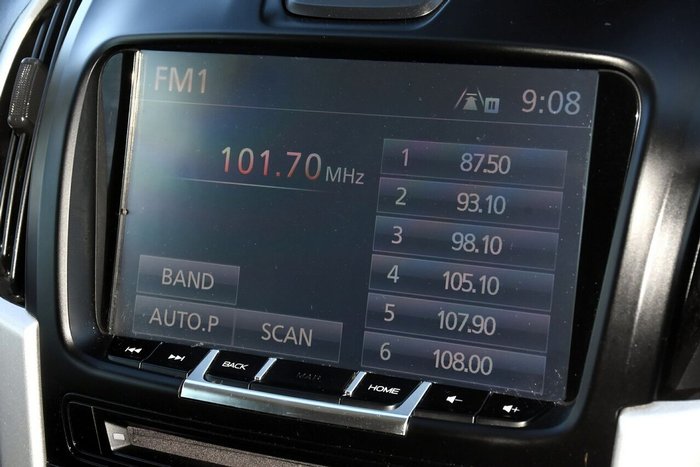 FM1
9:08
101.70 MHz
1 87.50
2 93.10
3 98.10
4 105.10
5 107.90
6 108.00
BAND
AUTO.P
SCAN
BACK
MAP
HOME